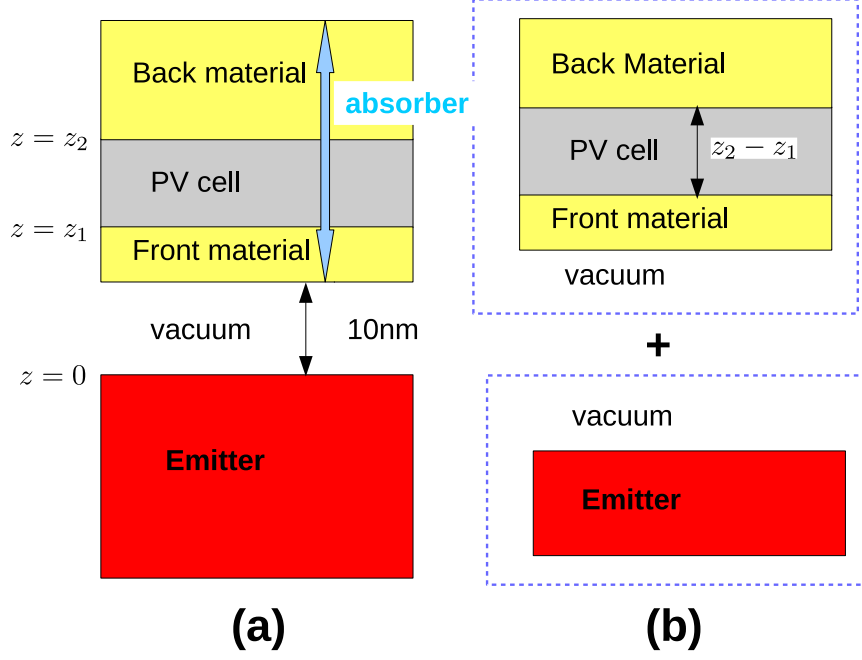 Back material
absorber
z = z₂
PV cell
z = z₁
Front material
vacuum
10nm
z = 0
Emitter
(a)
Back Material
PV cell
z₂ − z₁
Front material
vacuum
+
vacuum
Emitter
(b)